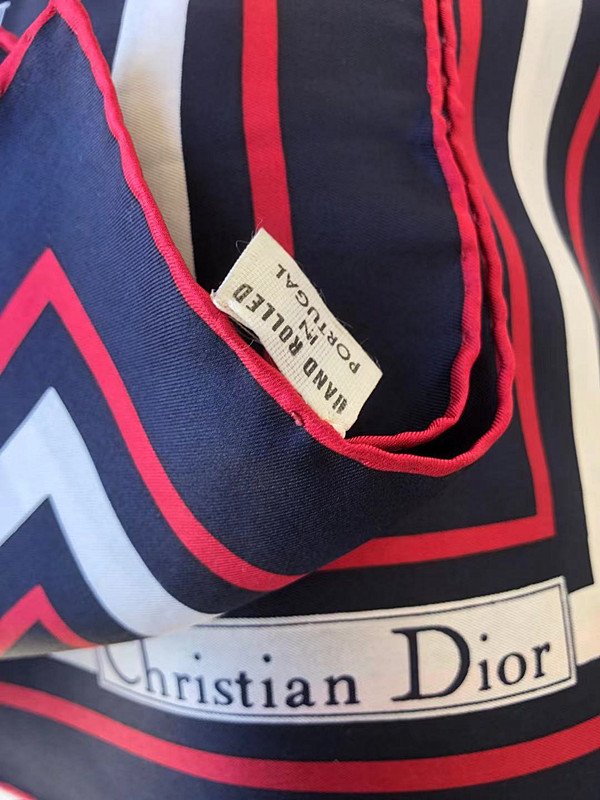 HAND ROLLED
IN
PORTUGAL
Christian Dior